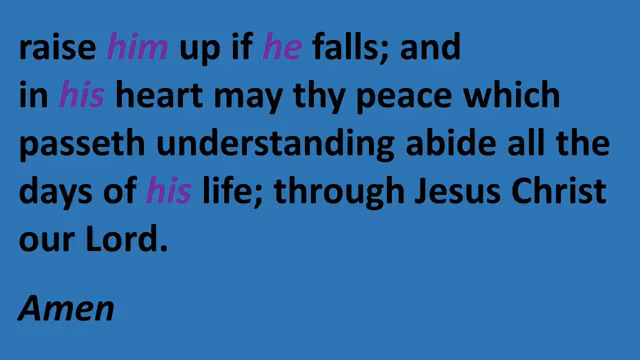 raise him up if he falls; and
in his heart may thy peace which
passeth understanding abide all the
days of his life; through Jesus Christ
our Lord.
Amen